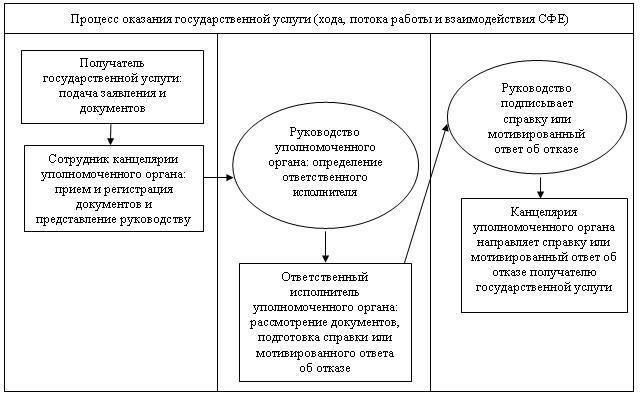 Процесс оказания государственной услуги (хода, потока работы и взаимодействия СФЕ)
Получатель
государственной услуги:
подача заявления и
документов
Сотрудник канцелярии
уполномоченного органа:
прием и регистрация
документов и
представление руководству
Руководство
уполномоченного
органа: определение
ответственного
исполнителя
Ответственный
исполнитель
уполномоченного органа:
рассмотрение документов,
подготовка справки или
мотивированного ответа
об отказе
Руководство
подписывает
справку или
мотивированный
ответ об отказе
Канцелярия
уполномоченного органа
направляет справку или
мотивированный ответ об
отказе получателю
государственной услуги